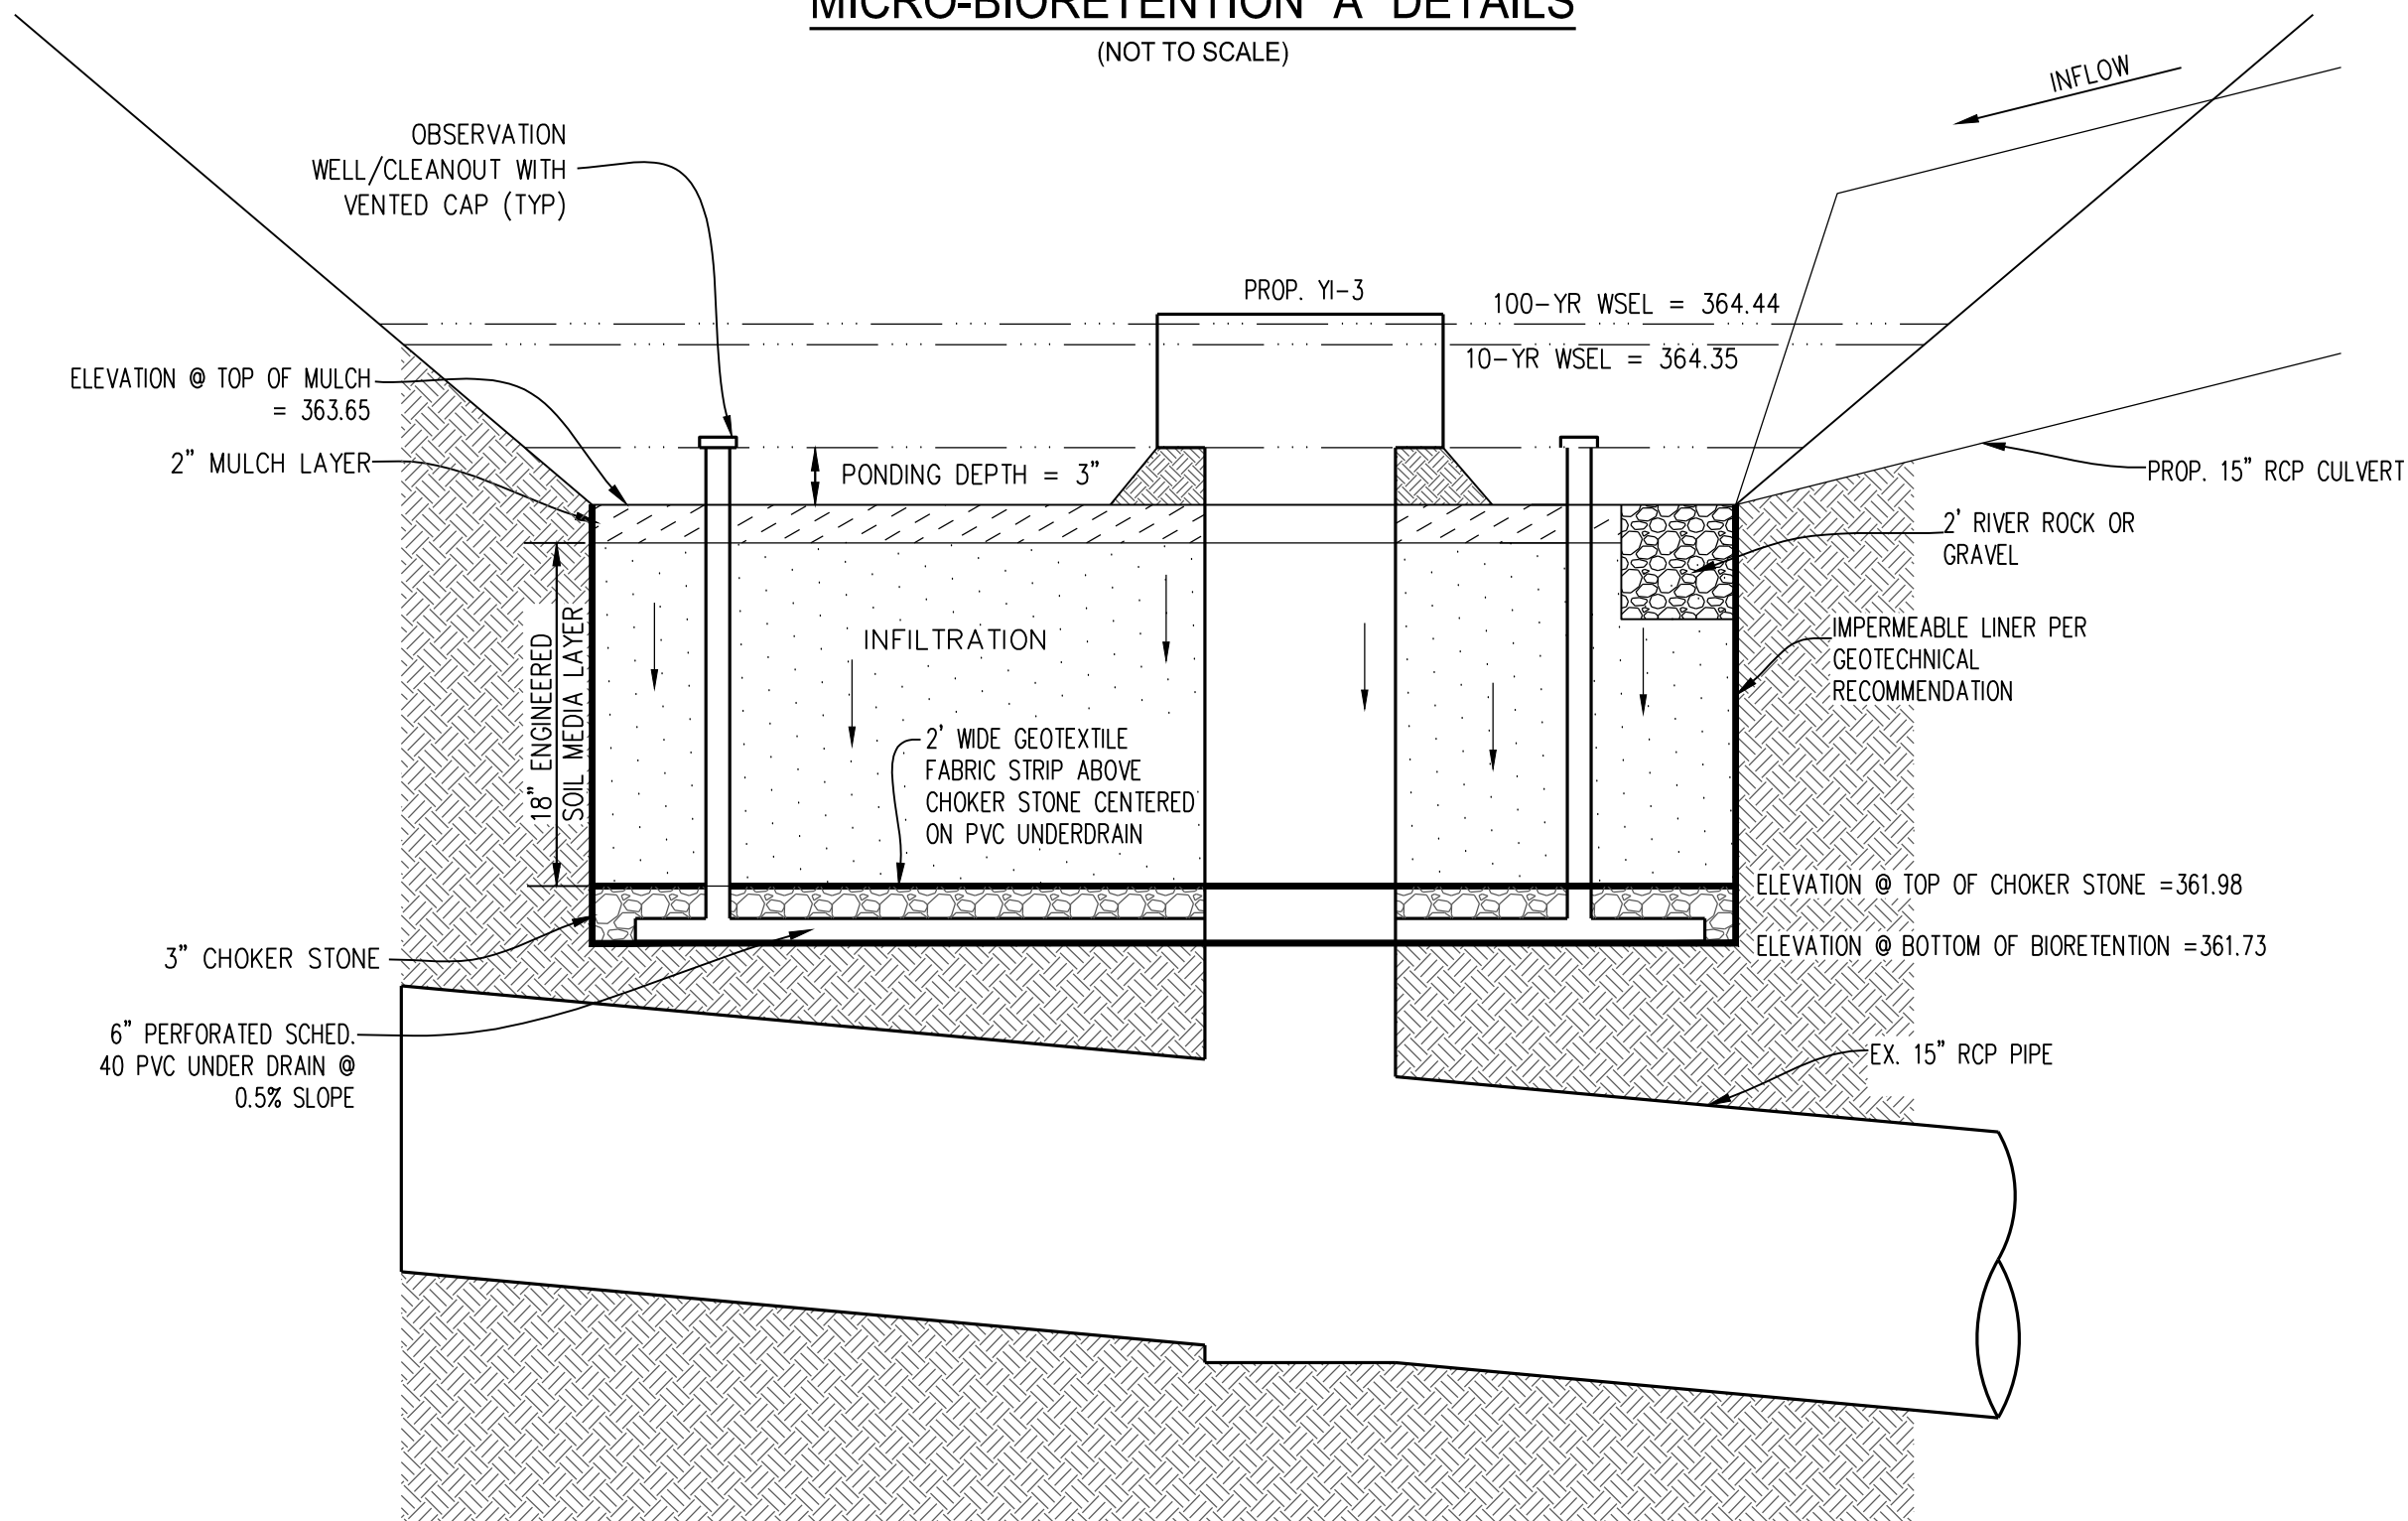 MICRO-BIORETENTION "A" DETAILS
(NOT TO SCALE)
INFLOW
OBSERVATION
WELL/CLEANOUT WITH
VENTED CAP (TYP)
PROP. YI-3
100-YR WSEL = 364.44
10-YR WSEL = 364.35
ELEVATION @ TOP OF MULCH
= 363.65
2" MULCH LAYER
PONDING DEPTH = 3"
PROP. 15" RCP CULVERT
2' RIVER ROCK OR
GRAVEL
IMPERMEABLE LINER PER
GEOTECHNICAL
RECOMMENDATION
INFILTRATION
18" ENGINEERED
SOIL MEDIA LAYER
2' WIDE GEOTEXTILE
FABRIC STRIP ABOVE
CHOKER STONE CENTERED
ON PVC UNDERDRAIN
ELEVATION @ TOP OF CHOKER STONE =361.98
ELEVATION @ BOTTOM OF BIORETENTION =361.73
3" CHOKER STONE
6" PERFORATED SCHED.
40 PVC UNDER DRAIN @
0.5% SLOPE
EX. 15" RCP PIPE